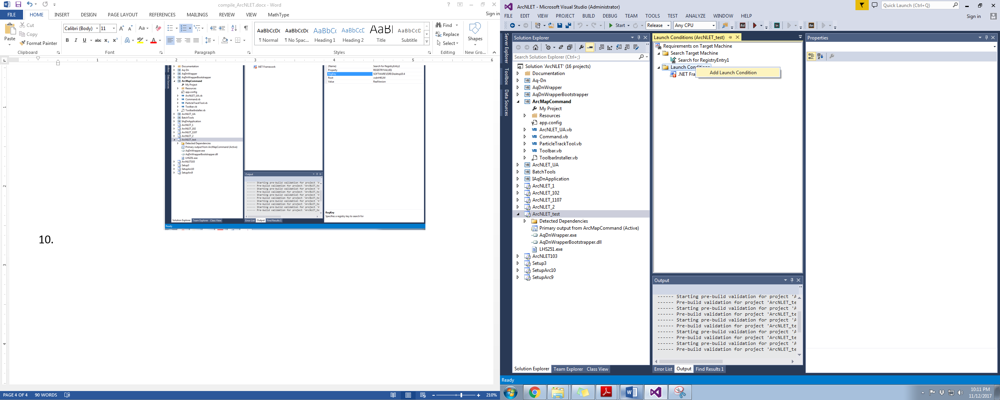 compile_ArcNLET.docx - Word
FILE HOME INSERT DESIGN PAGE LAYOUT REFERENCES MAILINGS REVIEW VIEW MathType Sign in
Paste Cut Copy Format Painter
Calibri (Body) 11
AaBbCcDc AaBbCcDc AaBbCc AaBbCcD AaB AaBbCcD
¶ Normal ¶ No Spac... Heading 1 Heading 2 Title Subtitle
Find Replace Select Shapes
Clipboard Font Paragraph Styles Editing New Gro...
1 2 3 4 5 6
Documentation
Aq-Dn
AqDnWrapper
AqDnWrapperBootstrapper
ArcMapCommand
My Project
Resources
app.config
ArcNLET_UA.vb
Command.vb
ParticleTrackTool.vb
Toolbar.vb
ToolbarInstaller.vb
ArcNLET_UA
BatchTools
IAqDnApplication
ArcNLET_1
ArcNLET_102
ArcNLET_1107
ArcNLET_2
ArcNLET_test
Detected Dependencies
Primary output from ArcMapCommand (Active)
AqDnWrapper.exe
AqDnWrapperBootstrapper.dll
LHS251.exe
ArcNLET103
Setup3
SetupArc10
SetupArc9
Solution Explorer Team Explorer Class View
Ready
.NET Framework
Output
------ Starting pre-build validation for project 'A
------ Pre-build validation for project 'ArcNLET_te
------ Starting pre-build validation for project 'A
------ Pre-build validation for project 'ArcNLET_te
------ Starting pre-build validation for project 'A
------ Pre-build validation for project 'ArcNLET_te
------ Starting pre-build validation for project 'A
------ Pre-build validation for project 'ArcNLET_te
------ Starting pre-build validation for project 'A
------ Pre-build validation for project 'ArcNLET_te
Error List Output Find Results 1
(Name) Search for RegistryEntry1
Property REGISTRYVALUE1
RegKey SOFTWARE\ESRI\Desktop10.4
Root vsdrrHKLM
Value RealVersion
RegKey
Specifies a registry key to search for
10.
PAGE 4 OF 4 90 WORDS 210%
ArcNLET - Microsoft Visual Studio (Administrator) Quick Launch (Ctrl+Q)
FILE EDIT VIEW PROJECT BUILD DEBUG TEAM TOOLS TEST ANALYZE WINDOW HELP Sign in
Start Release Any CPU
Server Explorer Toolbox Data Sources
Solution Explorer
Search Solution Explorer (Ctrl+;)
Solution 'ArcNLET' (16 projects)
Documentation
Aq-Dn
AqDnWrapper
AqDnWrapperBootstrapper
ArcMapCommand
My Project
Resources
app.config
ArcNLET_UA.vb
Command.vb
ParticleTrackTool.vb
Toolbar.vb
ToolbarInstaller.vb
ArcNLET_UA
BatchTools
IAqDnApplication
ArcNLET_1
ArcNLET_102
ArcNLET_1107
ArcNLET_2
ArcNLET_test
Detected Dependencies
Primary output from ArcMapCommand (Active)
AqDnWrapper.exe
AqDnWrapperBootstrapper.dll
LHS251.exe
ArcNLET103
Setup3
SetupArc10
SetupArc9
Solution Explorer Team Explorer Class View
Launch Conditions (ArcNLET_test)
Requirements on Target Machine
Search Target Machine
Search for RegistryEntry1
Launch Conditions
.NET Fra
Add Launch Condition
Output
------ Starting pre-build validation for project 'A
------ Pre-build validation for project 'ArcNLET_te
------ Starting pre-build validation for project 'A
------ Pre-build validation for project 'ArcNLET_te
------ Starting pre-build validation for project 'A
------ Pre-build validation for project 'ArcNLET_te
------ Starting pre-build validation for project 'A
------ Pre-build validation for project 'ArcNLET_te
------ Starting pre-build validation for project 'A
------ Pre-build validation for project 'ArcNLET_te
Error List Output Find Results 1
Properties
Ready
10:11 PM
11/12/2017